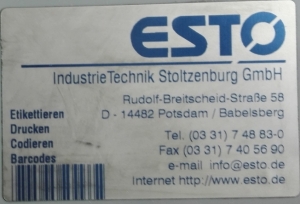 ESTO
IndustrieTechnik Stoltzenburg GmbH
Rudolf-Breitscheid-Straße 58
Etikettieren D - 14482 Potsdam / Babelsberg
Drucken
Tel. (03 31) 7 48 83-0
Codieren
Fax (03 31) 7 40 56 90
Barcodes
e-mail info@esto.de
Internet http://www.esto.de